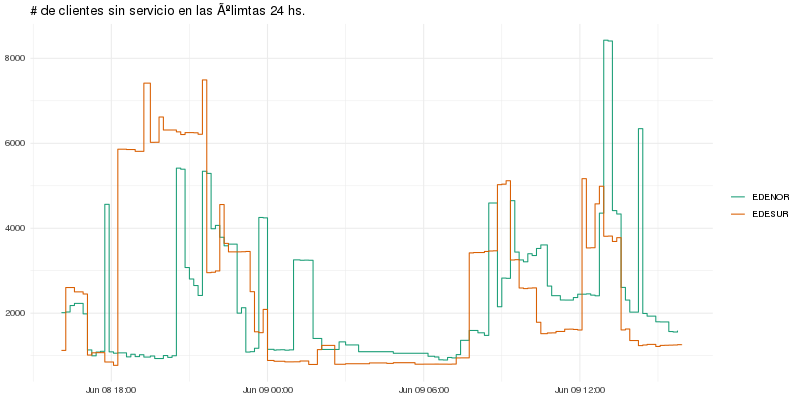 # de clientes sin servicio en las Ãºlimtas 24 hs.
8000
6000
4000
2000
Jun 08 18:00
Jun 09 00:00
Jun 09 06:00
Jun 09 12:00
EDENOR
EDESUR